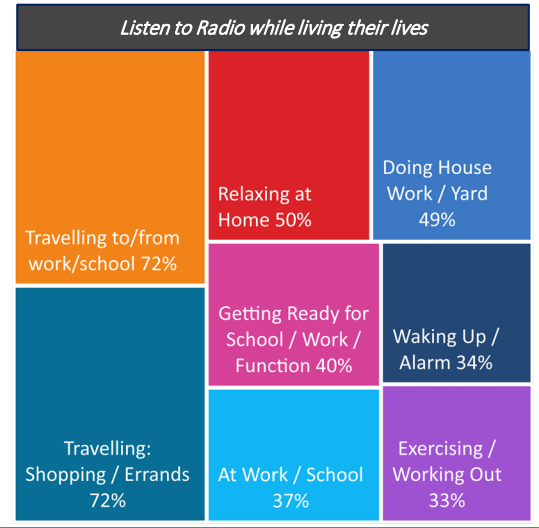 Listen to Radio while living their lives
Travelling to/from
work/school 72%
Relaxing at
Home 50%
Doing House
Work / Yard
49%
Getting Ready for
School / Work /
Function 40%
Waking Up /
Alarm 34%
Travelling:
Shopping / Errands
72%
At Work / School
37%
Exercising /
Working Out
33%